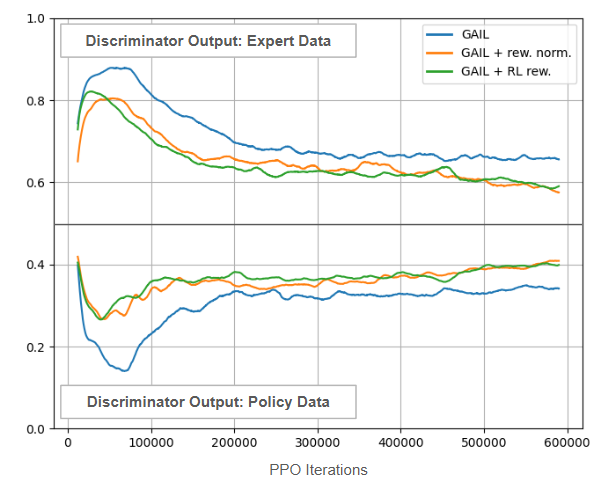 1.0
Discriminator Output: Expert Data
GAIL
GAIL + rew. norm.
GAIL + RL rew.
0.8
0.6
0.4
0.2
Discriminator Output: Policy Data
0.0
0 100000 200000 300000 400000 500000 600000
PPO Iterations